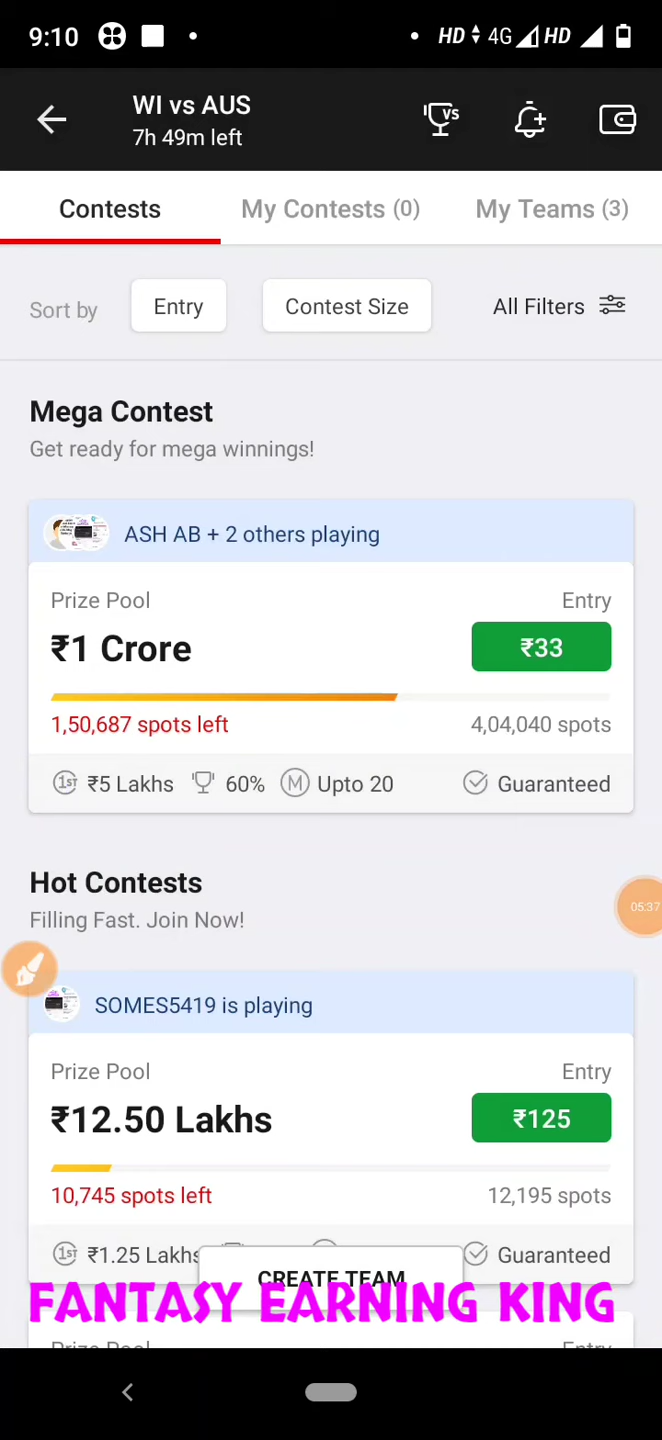 9:10 HD 4G HD
WI vs AUS
7h 49m left
VS
Contests My Contests (0) My Teams (3)
Sort by Entry Contest Size All Filters
Mega Contest
Get ready for mega winnings!
ASH AB + 2 others playing
Prize Pool Entry
₹1 Crore ₹33
1,50,687 spots left 4,04,040 spots
1ST ₹5 Lakhs 60% M Upto 20 Guaranteed
Hot Contests
Filling Fast. Join Now!
05:37
SOMES5419 is playing
Prize Pool Entry
₹12.50 Lakhs ₹125
10,745 spots left 12,195 spots
1ST ₹1.25 Lakhs Guaranteed
CREATE TEAM
FANTASY EARNING KING
Prize Pool Entry